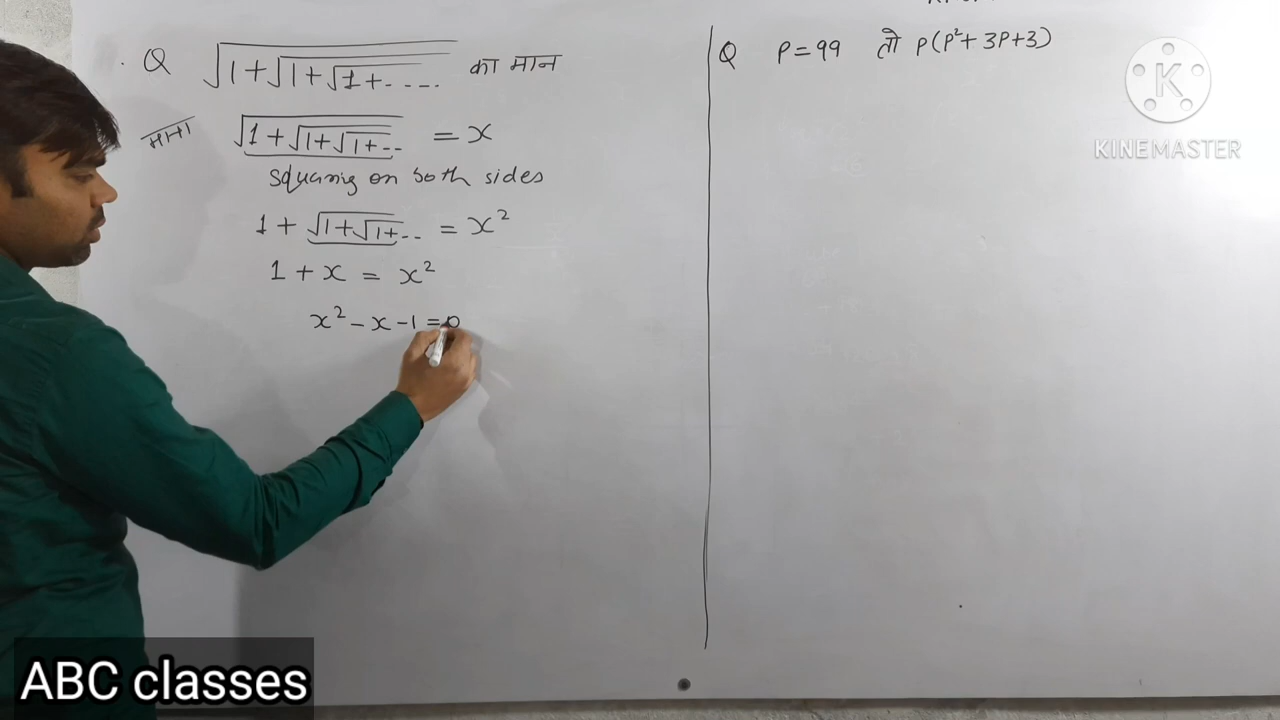 Q √1+√1+√1+..... का मान
माना √1+√1+√1+... = x
squaring on both sides
1 + √1+√1+... = x²
1 + x = x²
x² - x - 1 = 0
Q P=99 तो P(P²+3P+3)
K
KINEMASTER
ABC classes